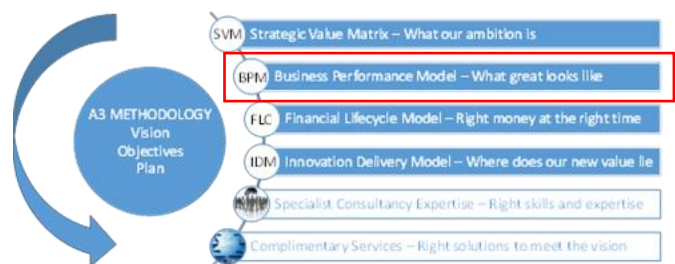 SVM Strategic Value Matrix – What our ambition is
BPM Business Performance Model – What great looks like
A3 METHODOLOGY
Vision
Objectives
Plan
FLC Financial Lifecycle Model – Right money at the right time
IDM Innovation Delivery Model – Where does our new value lie
Specialist Consultancy Expertise – Right skills and expertise
Complimentary Services – Right solutions to meet the vision